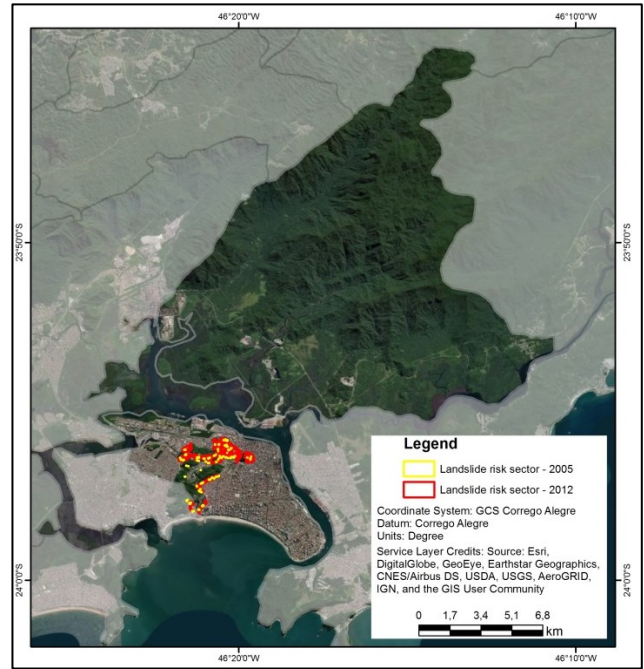 46°20'0"W 46°10'0"W
23°50'0"S 23°50'0"S
Legend
Landslide risk sector - 2005
Landslide risk sector - 2012
Coordinate System: GCS Corrego Alegre
Datum: Corrego Alegre
Units: Degree
Service Layer Credits: Source: Esri,
DigitalGlobe, GeoEye, Earthstar Geographics,
CNES/Airbus DS, USDA, USGS, AeroGRID,
IGN, and the GIS User Community
24°0'0"S 24°0'0"S
0 1,7 3,4 5,1 6,8
km
46°20'0"W 46°10'0"W